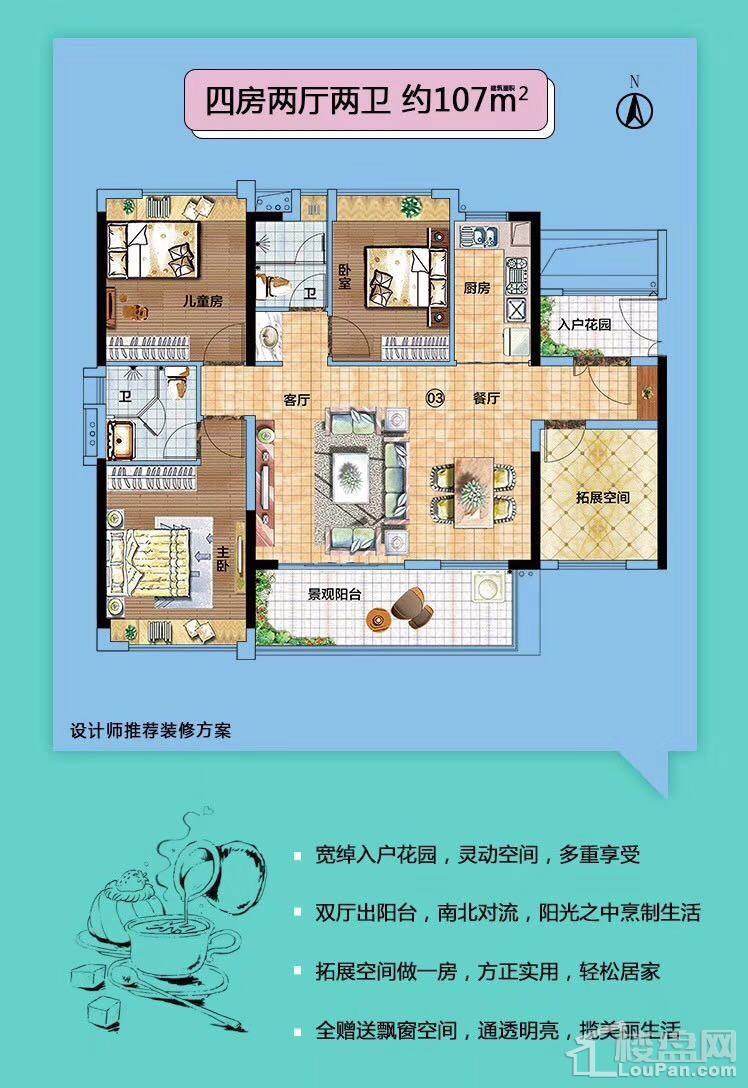 四房两厅两卫 约107m²
建筑面积
N
儿童房
卫
卧室
厨房
入户花园
卫
客厅
03
餐厅
拓展空间
主卧
景观阳台
设计师推荐装修方案
宽绰入户花园，灵动空间，多重享受
双厅出阳台，南北对流，阳光之中烹制生活
拓展空间做一房，方正实用，轻松居家
全赠送飘窗空间，通透明亮，揽美丽生活
楼盘网
LouPan.com